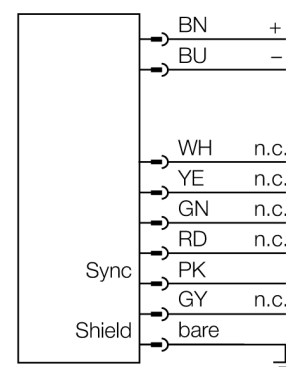 BN +
BU –
WH n.c.
YE n.c.
GN n.c.
RD n.c.
Sync PK
GY n.c.
Shield bare